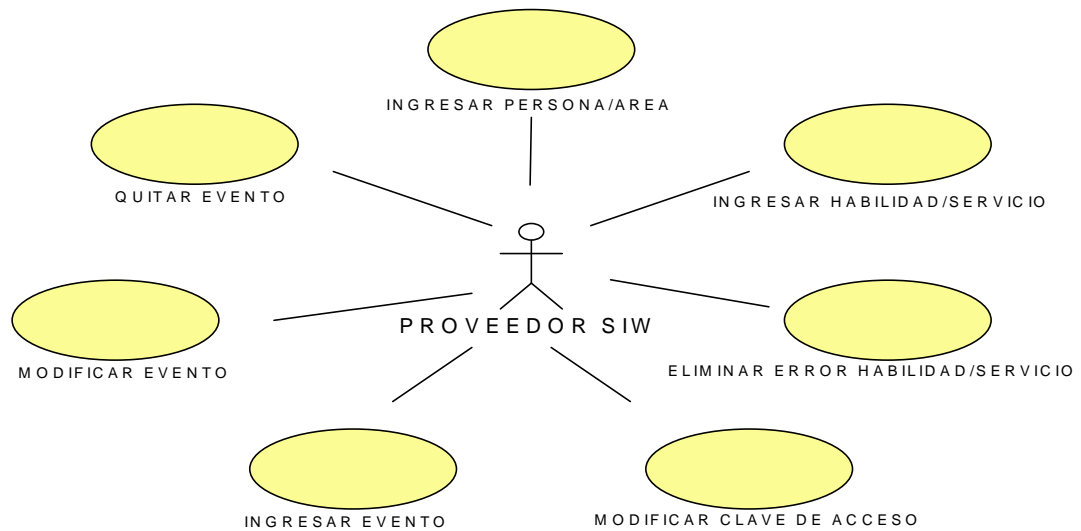 INGRESAR PERSONA/AREA
QUITAR EVENTO
INGRESAR HABILIDAD/SERVICIO
PROVEEDOR SIW
MODIFICAR EVENTO
ELIMINAR ERROR HABILIDAD/SERVICIO
INGRESAR EVENTO
MODIFICAR CLAVE DE ACCESO